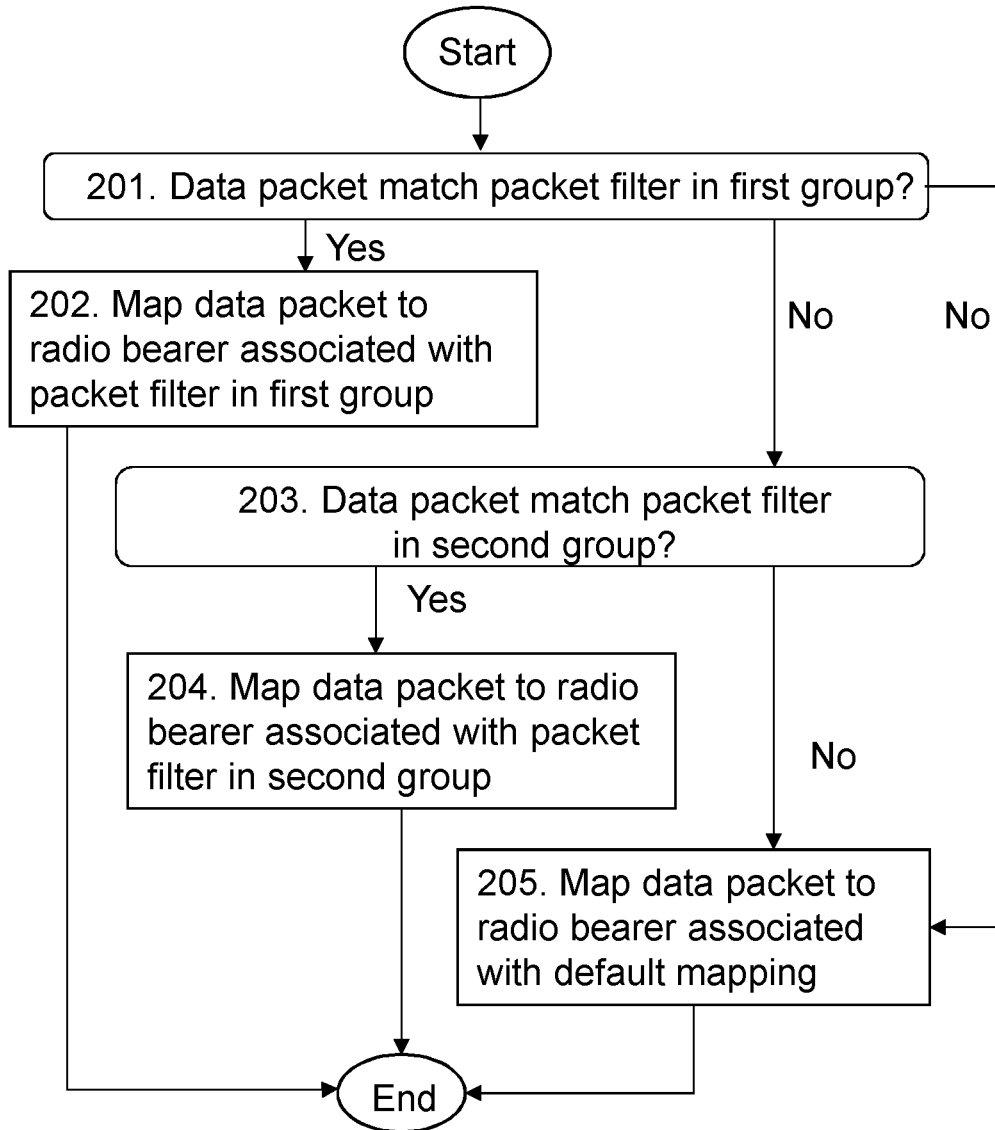 Start
201. Data packet match packet filter in first group?
Yes
202. Map data packet to
radio bearer associated with
packet filter in first group
No
No
203. Data packet match packet filter
in second group?
Yes
204. Map data packet to radio
bearer associated with packet
filter in second group
No
205. Map data packet to
radio bearer associated
with default mapping
End